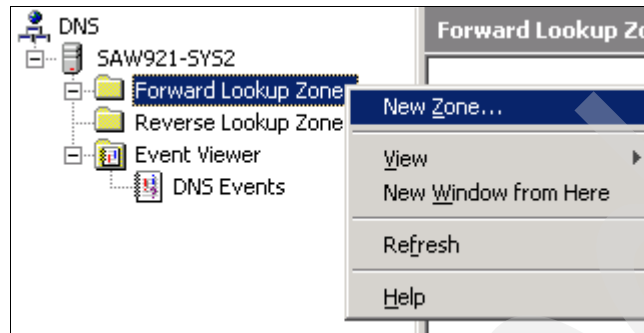 DNS
SAW921-SYS2
Forward Lookup Zone
Reverse Lookup Zone
Event Viewer
DNS Events
Forward Lookup Zo
New Zone...
View
New Window from Here
Refresh
Help